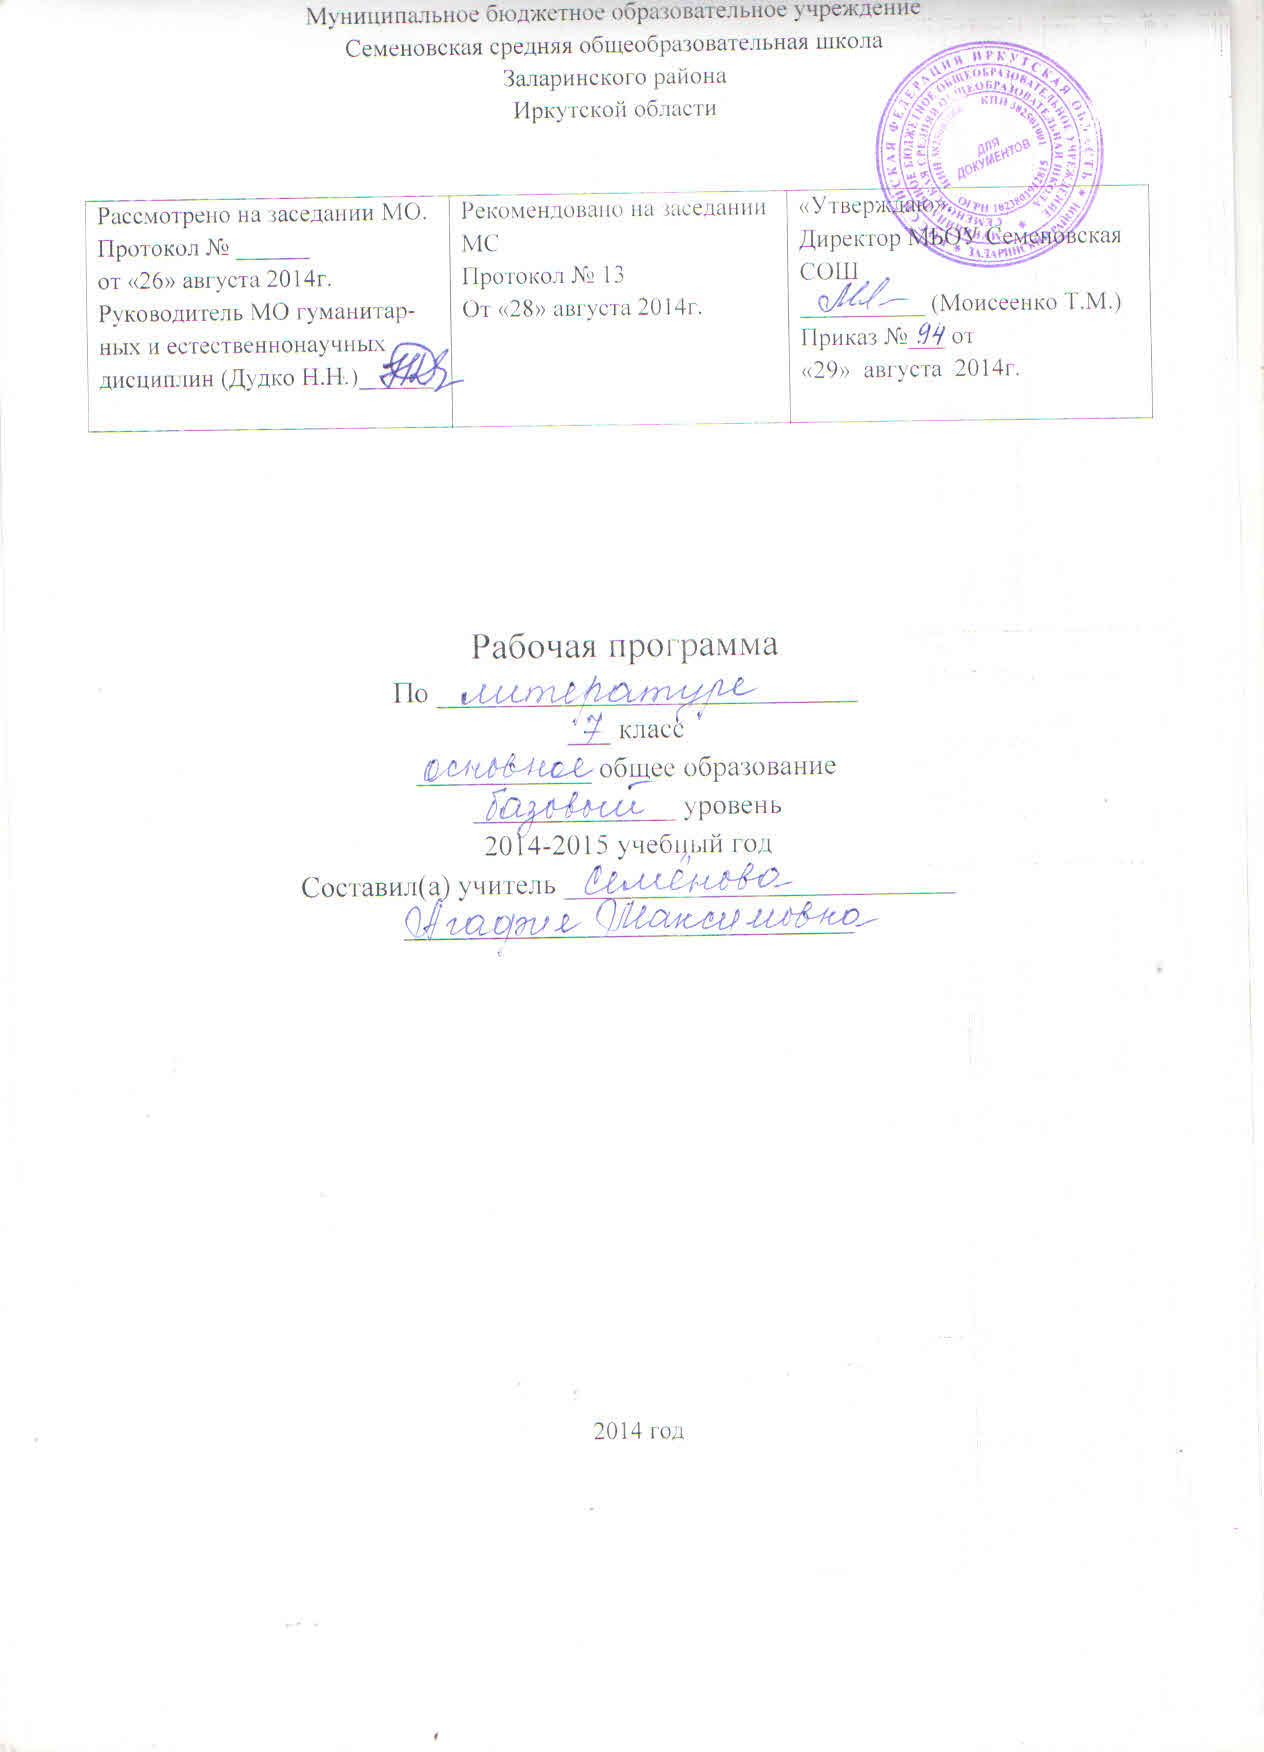 Муниципальное бюджетное образовательное учреждение
Семеновская средняя общеобразовательная школа
Заларинского района
Иркутской области
ДЛЯ
ДОКУМЕНТОВ
Рассмотрено на заседании МО.
Протокол № ______
от «26» августа 2014г.
Руководитель МО гуманитар-
ных и естественнонаучных
дисциплин (Дудко Н.Н.)______
Рекомендовано на заседании
МС
Протокол № 13
От «28» августа 2014г.
«Утверждаю»
Директор МБОУ Семеновская
СОШ
__________ (Моисеенко Т.М.)
Приказ № 94 от
«29» августа 2014г.
Рабочая программа
По литературе
7 класс
основное общее образование
базовый уровень
2014-2015 учебный год
Составил(а) учитель Семёнова
Агафия Максимовна
2014 год